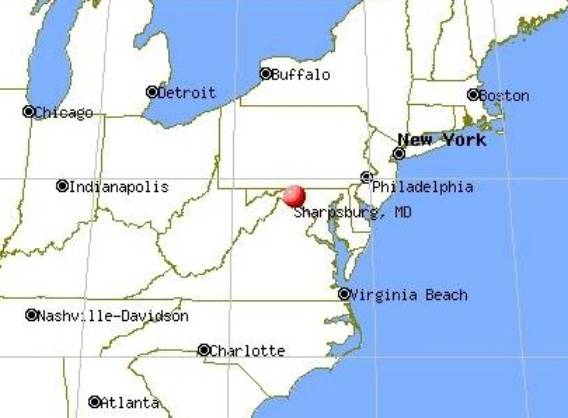 Buffalo
Detroit
Boston
Chicago
New York
Indianapolis
Philadelphia
Sharpsburg, MD
Virginia Beach
Nashville-Davidson
Charlotte
Atlanta